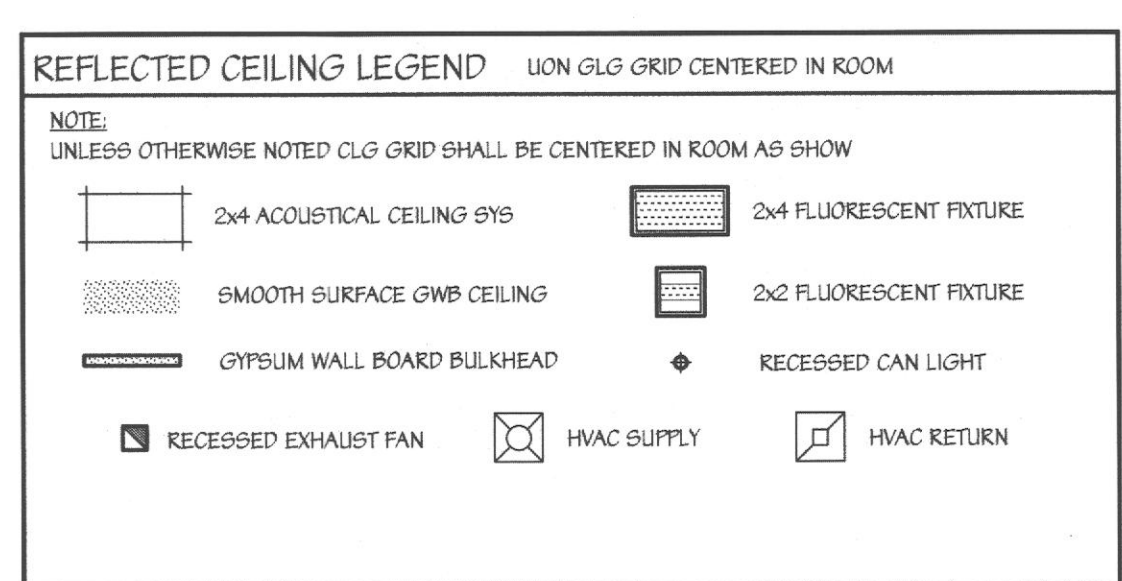 REFLECTED CEILING LEGEND UON GLG GRID CENTERED IN ROOM
NOTE:
UNLESS OTHERWISE NOTED CLG GRID SHALL BE CENTERED IN ROOM AS SHOW
2x4 ACOUSTICAL CEILING SYS 2x4 FLUORESCENT FIXTURE
SMOOTH SURFACE GWB CEILING 2x2 FLUORESCENT FIXTURE
GYPSUM WALL BOARD BULKHEAD RECESSED CAN LIGHT
RECESSED EXHAUST FAN HVAC SUPPLY HVAC RETURN